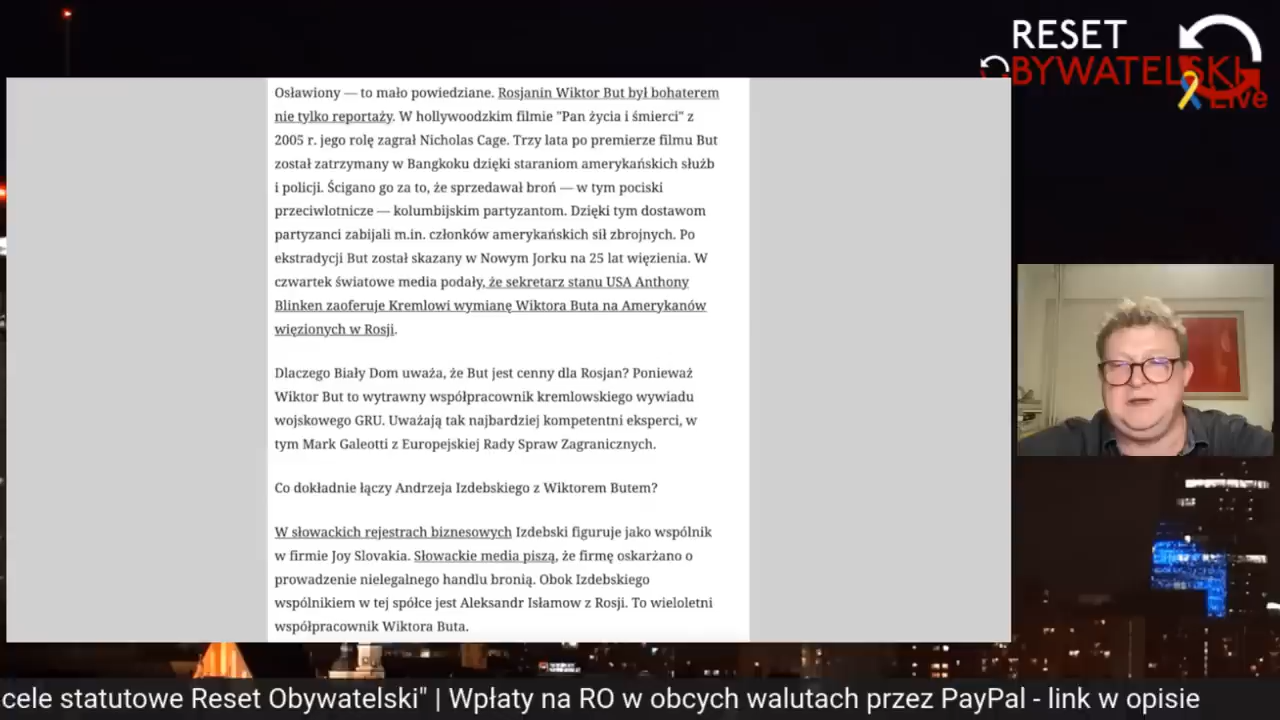 RESET
OBYWATELSKI
Live
Osławiony — to mało powiedziane. Rosjanin Wiktor But był bohaterem
nie tylko reportaży. W hollywoodzkim filmie "Pan życia i śmierci" z
2005 r. jego rolę zagrał Nicholas Cage. Trzy lata po premierze filmu But
został zatrzymany w Bangkoku dzięki staraniom amerykańskich służb
i policji. Ścigano go za to, że sprzedawał broń — w tym pociski
przeciwlotnicze — kolumbijskim partyzantom. Dzięki tym dostawom
partyzanci zabijali m.in. członków amerykańskich sił zbrojnych. Po
ekstradycji But został skazany w Nowym Jorku na 25 lat więzienia. W
czwartek światowe media podały, że sekretarz stanu USA Anthony
Blinken zaoferuje Kremlowi wymianę Wiktora Buta na Amerykanów
więzionych w Rosji.
Dlaczego Biały Dom uważa, że But jest cenny dla Rosjan? Ponieważ
Wiktor But to wytrawny współpracownik kremlowskiego wywiadu
wojskowego GRU. Uważają tak najbardziej kompetentni eksperci, w
tym Mark Galeotti z Europejskiej Rady Spraw Zagranicznych.
Co dokładnie łączy Andrzeja Izdebskiego z Wiktorem Butem?
W słowackich rejestrach biznesowych Izdebski figuruje jako wspólnik
w firmie Joy Slovakia. Słowackie media piszą, że firmę oskarżano o
prowadzenie nielegalnego handlu bronią. Obok Izdebskiego
wspólnikiem w tej spółce jest Aleksandr Isłamow z Rosji. To wieloletni
współpracownik Wiktora Buta.
cele statutowe Reset Obywatelski" | Wpłaty na RO w obcych walutach przez PayPal - link w opisie